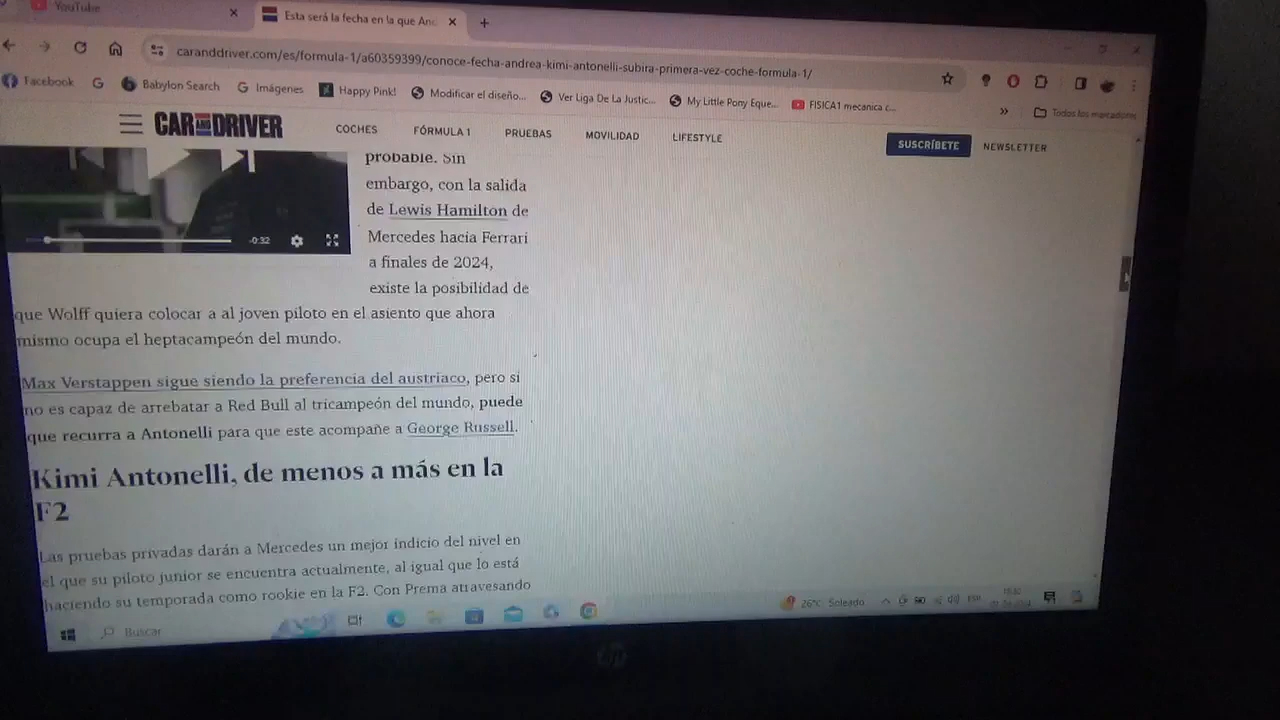 YouTube
Esta será la fecha en la que And
caranddriver.com/es/formula-1/a60359399/conoce-fecha-andrea-kimi-antonelli-subira-primera-vez-coche-formula-1/
Facebook
Babylon Search
Imágenes
Happy Pink!
Modificar el diseño...
Ver Liga De La Justic...
My Little Pony Eque...
FISICA1 mecanica c...
»
Todos los marcadores
CAR AND DRIVER
COCHES
FÓRMULA 1
PRUEBAS
MOVILIDAD
LIFESTYLE
SUSCRÍBETE
NEWSLETTER
-0:32
probable. Sin
embargo, con la salida
de Lewis Hamilton de
Mercedes hacia Ferrari
a finales de 2024,
existe la posibilidad de
que Wolff quiera colocar a al joven piloto en el asiento que ahora
mismo ocupa el heptacampeón del mundo.
Max Verstappen sigue siendo la preferencia del austriaco, pero si
no es capaz de arrebatar a Red Bull al tricampeón del mundo, puede
que recurra a Antonelli para que este acompañe a George Russell.
Kimi Antonelli, de menos a más en la
F2
Las pruebas privadas darán a Mercedes un mejor indicio del nivel en
el que su piloto junior se encuentra actualmente, al igual que lo está
haciendo su temporada como rookie en la F2. Con Prema atravesando
Buscar
26°C Soleado
ESP
hp